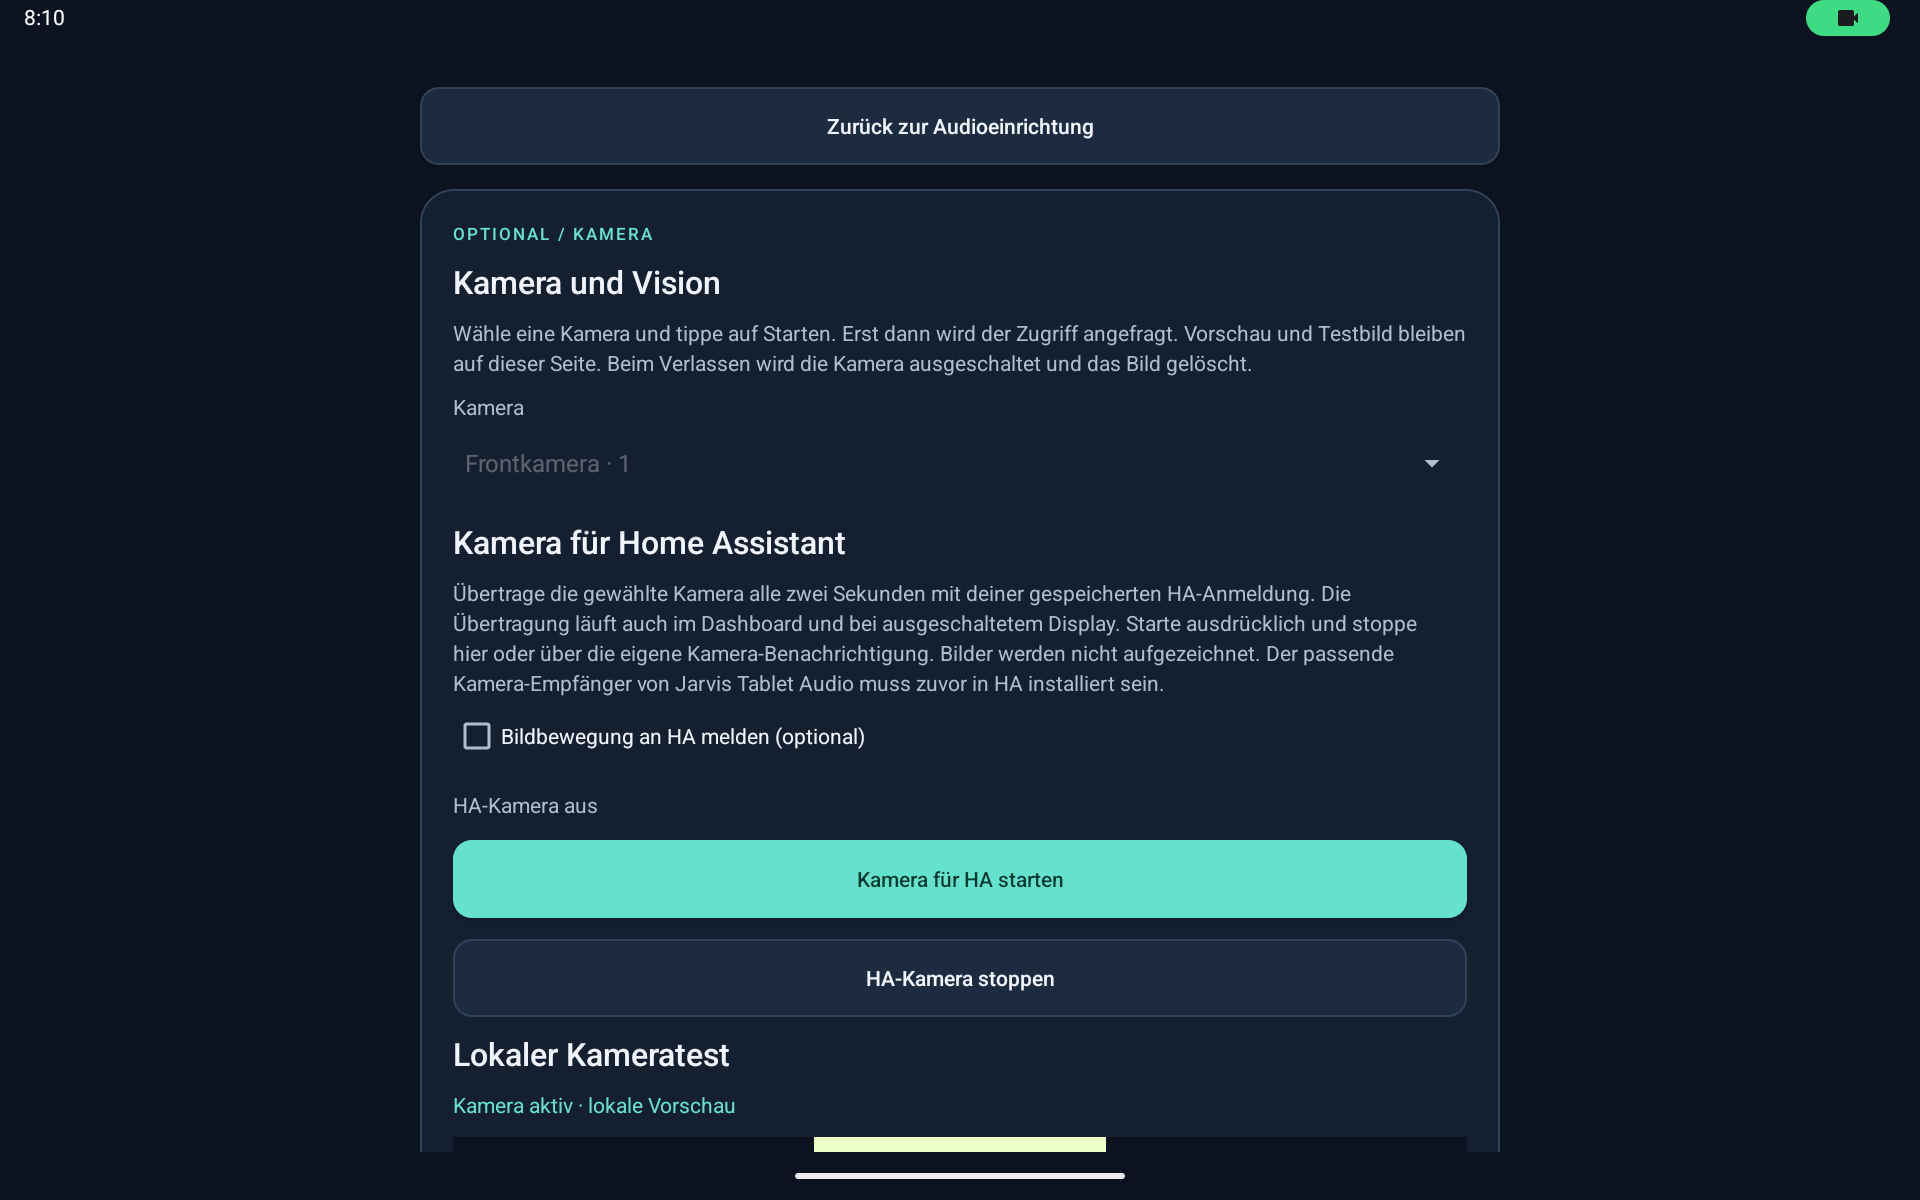 8:10
Zurück zur Audioeinrichtung
OPTIONAL / KAMERA
Kamera und Vision
Wähle eine Kamera und tippe auf Starten. Erst dann wird der Zugriff angefragt. Vorschau und Testbild bleiben
auf dieser Seite. Beim Verlassen wird die Kamera ausgeschaltet und das Bild gelöscht.
Kamera
Frontkamera · 1
Kamera für Home Assistant
Übertrage die gewählte Kamera alle zwei Sekunden mit deiner gespeicherten HA-Anmeldung. Die
Übertragung läuft auch im Dashboard und bei ausgeschaltetem Display. Starte ausdrücklich und stoppe
hier oder über die eigene Kamera-Benachrichtigung. Bilder werden nicht aufgezeichnet. Der passende
Kamera-Empfänger von Jarvis Tablet Audio muss zuvor in HA installiert sein.
Bildbewegung an HA melden (optional)
HA-Kamera aus
Kamera für HA starten
HA-Kamera stoppen
Lokaler Kameratest
Kamera aktiv · lokale Vorschau